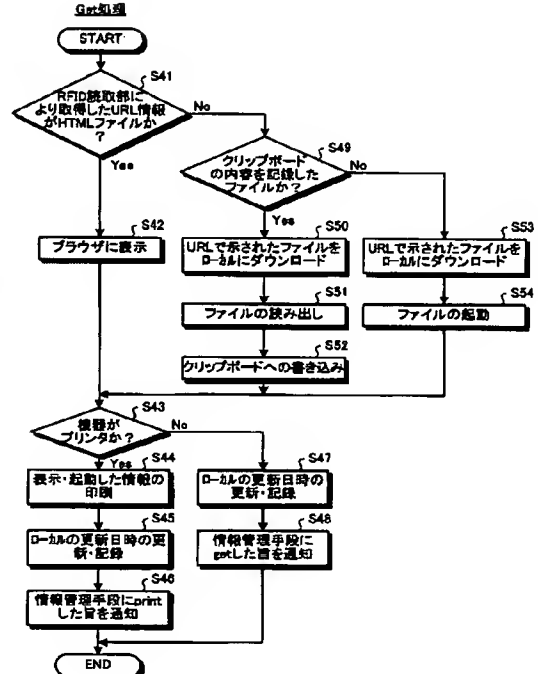 Get処理
START
S41
RFID読取部に
より取得したURL情報
がHTMLファイルか
?
No
Yes
S49
クリップボード
の内容を記録した
ファイルか?
No
Yes
S42
ブラウザに表示
S50
URLで示されたファイルを
ローカルにダウンロード
S53
URLで示されたファイルを
ローカルにダウンロード
S51
ファイルの読み出し
S54
ファイルの起動
S52
クリップボードへの書き込み
S43
機器が
プリンタか?
No
Yes
S44
表示・起動した情報の
印刷
S47
ローカルの更新日時の
更新・記録
S45
ローカルの更新日時の更
新・記録
S48
情報管理手段に
getした旨を通知
S46
情報管理手段にprint
した旨を通知
END